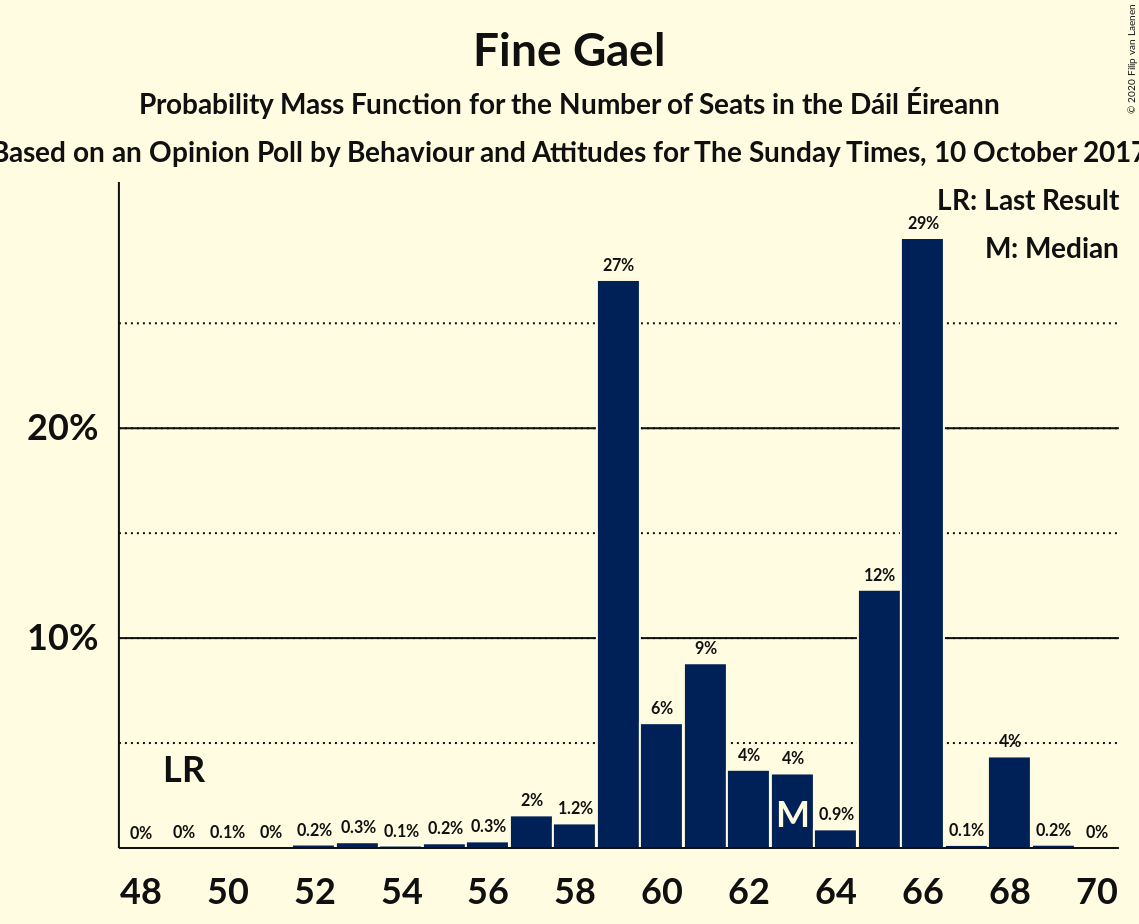 © 2020 Filip van Laenen
Fine Gael
Probability Mass Function for the Number of Seats in the Dáil Éireann
Based on an Opinion Poll by Behaviour and Attitudes for The Sunday Times, 10 October 2017
LR: Last Result
M: Median
29%
27%
20%
12%
10%
9%
6%
4%
4%
4%
LR
2%
1.2%
M
0.9%
0%
0%
0.1%
0%
0.2%
0.3%
0.1%
0.2%
0.3%
0.1%
0.2%
0%
48 50 52 54 56 58 60 62 64 66 68 70